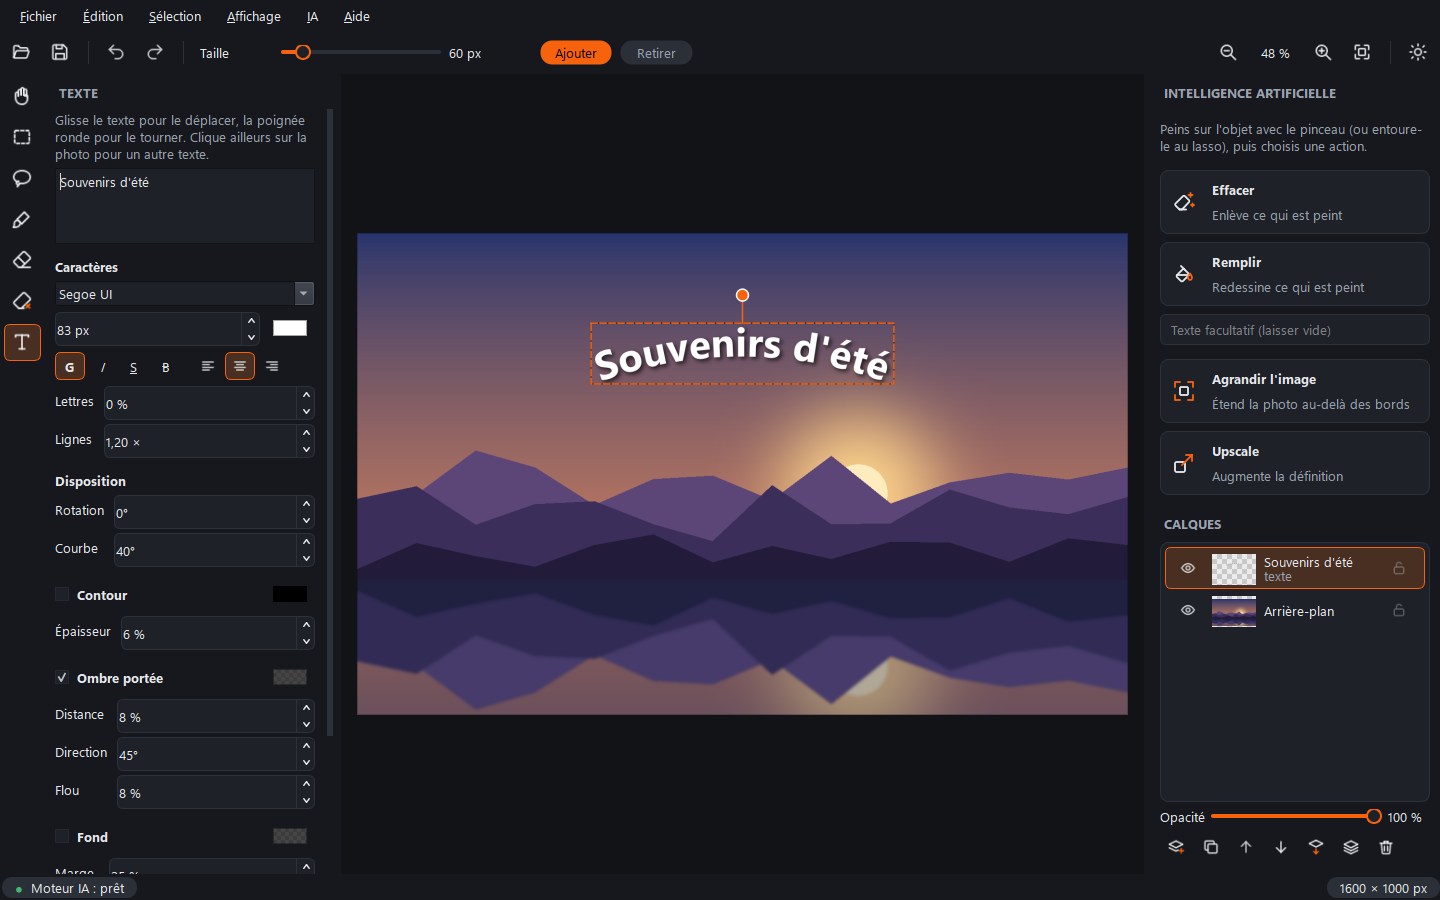 Fichier Édition Sélection Affichage IA Aide
Taille 60 px Ajouter Retirer 48 %
TEXTE
Glisse le texte pour le déplacer, la poignée
ronde pour le tourner. Clique ailleurs sur la
photo pour un autre texte.
Souvenirs d'été
Caractères
Segoe UI
83 px
G I S B
Lettres 0 %
Lignes 1,20 ×
Disposition
Rotation 0°
Courbe 40°
Contour
Épaisseur 6 %
Ombre portée
Distance 8 %
Direction 45°
Flou 8 %
Fond
Souvenirs d'été
INTELLIGENCE ARTIFICIELLE
Peins sur l'objet avec le pinceau (ou entoure-
le au lasso), puis choisis une action.
Effacer
Enlève ce qui est peint
Remplir
Redessine ce qui est peint
Texte facultatif (laisser vide)
Agrandir l'image
Étend la photo au-delà des bords
Upscale
Augmente la définition
CALQUES
Souvenirs d'été
texte
Arrière-plan
Opacité 100 %
Moteur IA : prêt
1600 × 1000 px